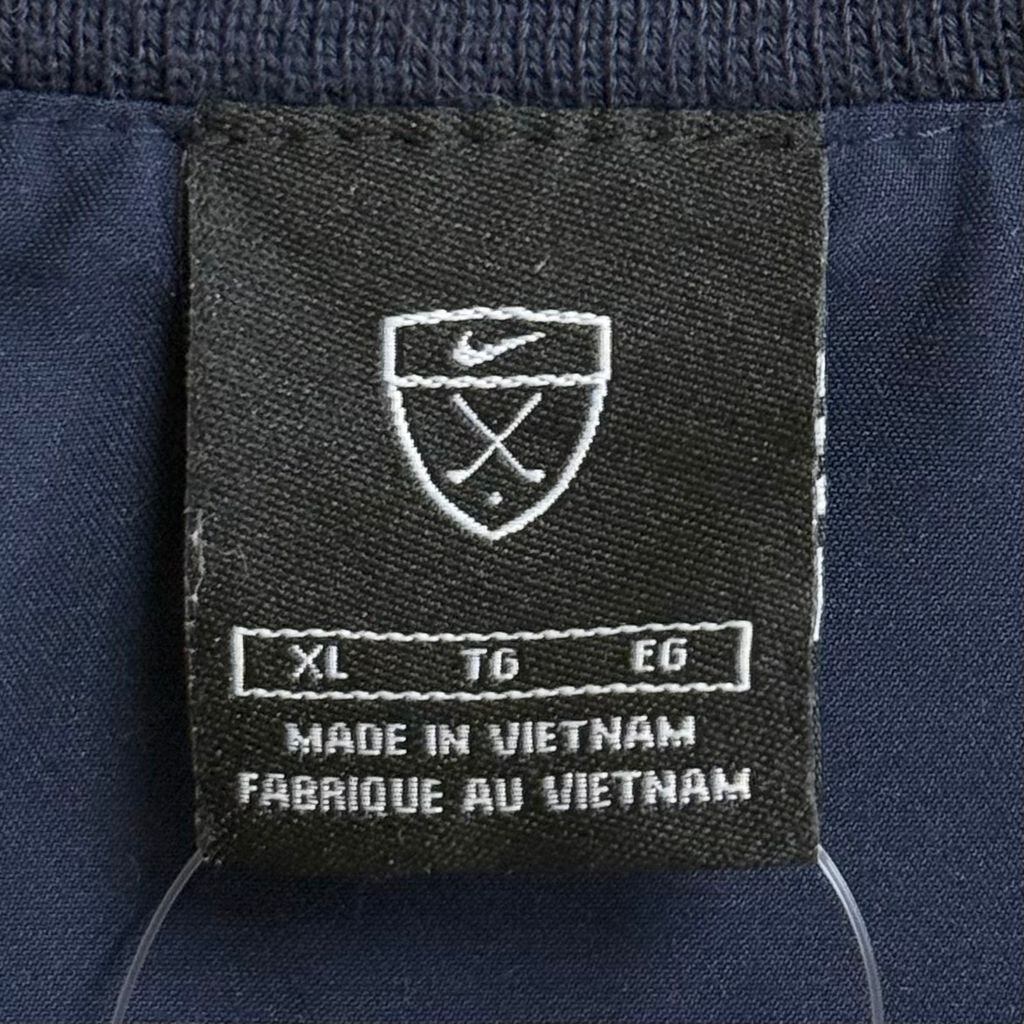 XL TG EG
MADE IN VIETNAM
FABRIQUE AU VIETNAM